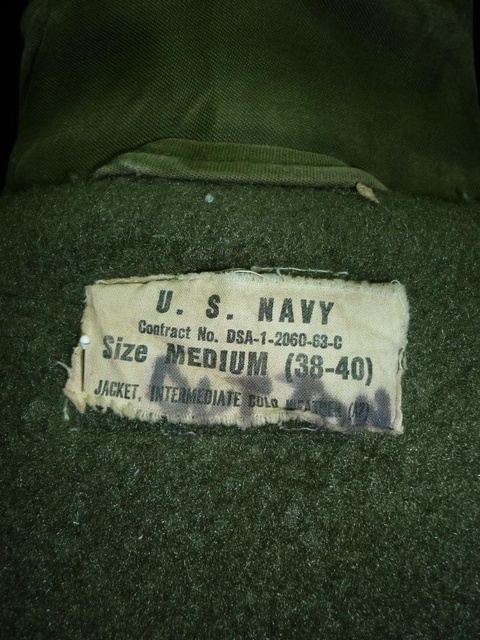 U. S. NAVY
Contract No. DSA-1-2060-63-C
Size MEDIUM (38-40)
JACKET, INTERMEDIATE COLD WEATHER